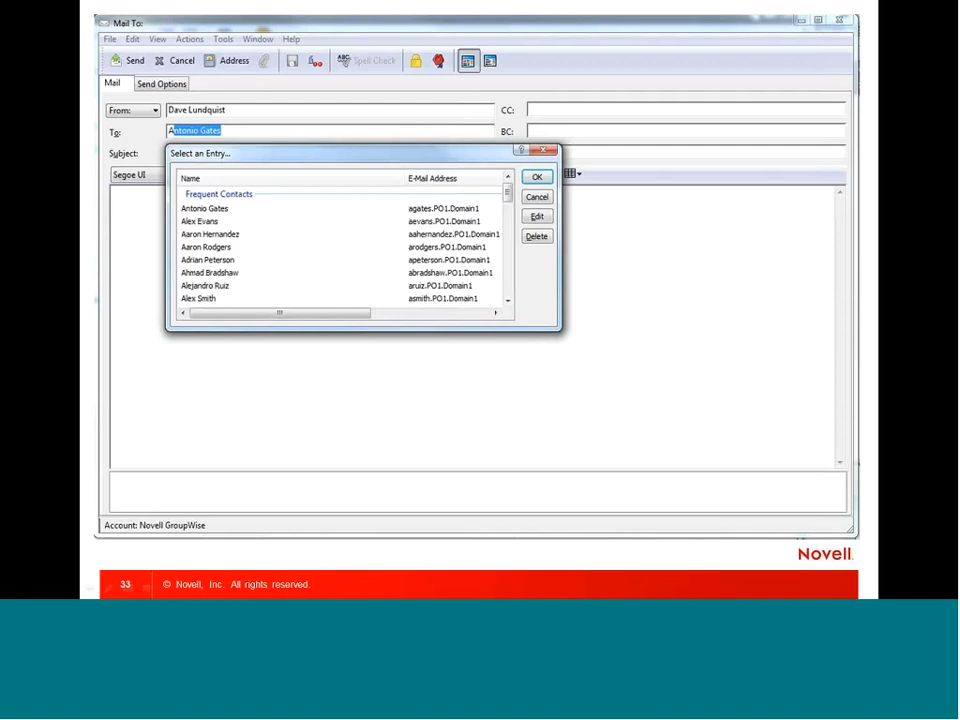 Mail To:
File Edit View Actions Tools Window Help
Send Cancel Address ABC Spell Check
Mail Send Options
From: Dave Lundquist CC:
To: Antonio Gates BC:
Subject:
Segoe UI
Select an Entry...
Name E-Mail Address
Frequent Contacts
Antonio Gates agates.PO1.Domain1
Alex Evans aevans.PO1.Domain1
Aaron Hernandez aahernandez.PO1.Domain1
Aaron Rodgers arodgers.PO1.Domain1
Adrian Peterson apeterson.PO1.Domain1
Ahmad Bradshaw abradshaw.PO1.Domain1
Alejandro Ruiz aruiz.PO1.Domain1
Alex Smith asmith.PO1.Domain1
OK
Cancel
Edit
Delete
Account: Novell GroupWise
Novell.
33 © Novell, Inc. All rights reserved.